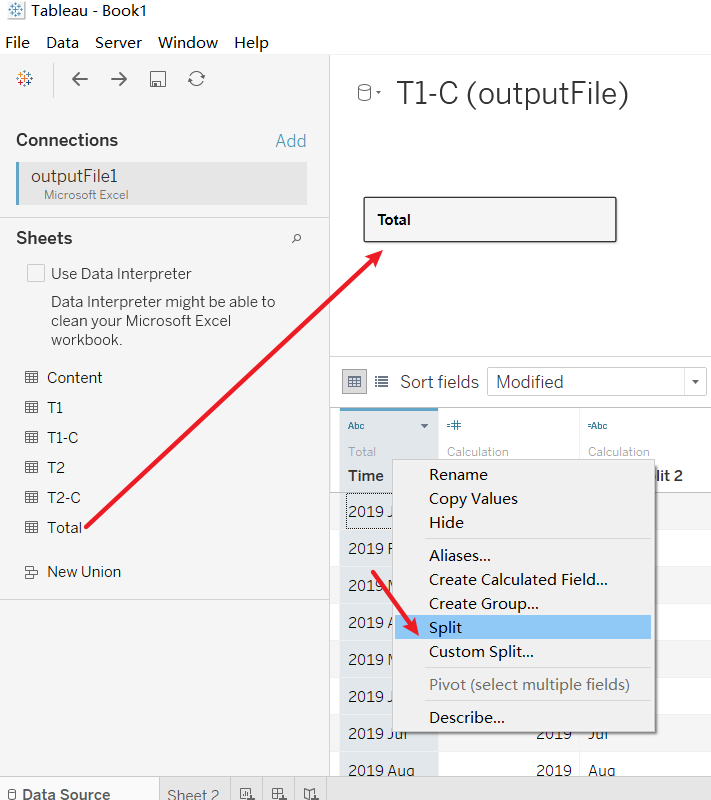 Tableau - Book1
File Data Server Window Help
Connections Add
outputFile1
Microsoft Excel
Sheets
Use Data Interpreter
Data Interpreter might be able to
clean your Microsoft Excel
workbook.
Content
T1
T1-C
T2
T2-C
Total
New Union
T1-C (outputFile)
Total
Sort fields Modified
Abc =# =Abc
Total Calculation Calculation
Time lit 2
2019 J
2019 F
2019 M
2019 A
2019 M
2019 J
2019 Jul 2019 Jul
2019 Aug 2019 Aug
Rename
Copy Values
Hide
Aliases...
Create Calculated Field...
Create Group...
Split
Custom Split...
Pivot (select multiple fields)
Describe...
Data Source Sheet 2